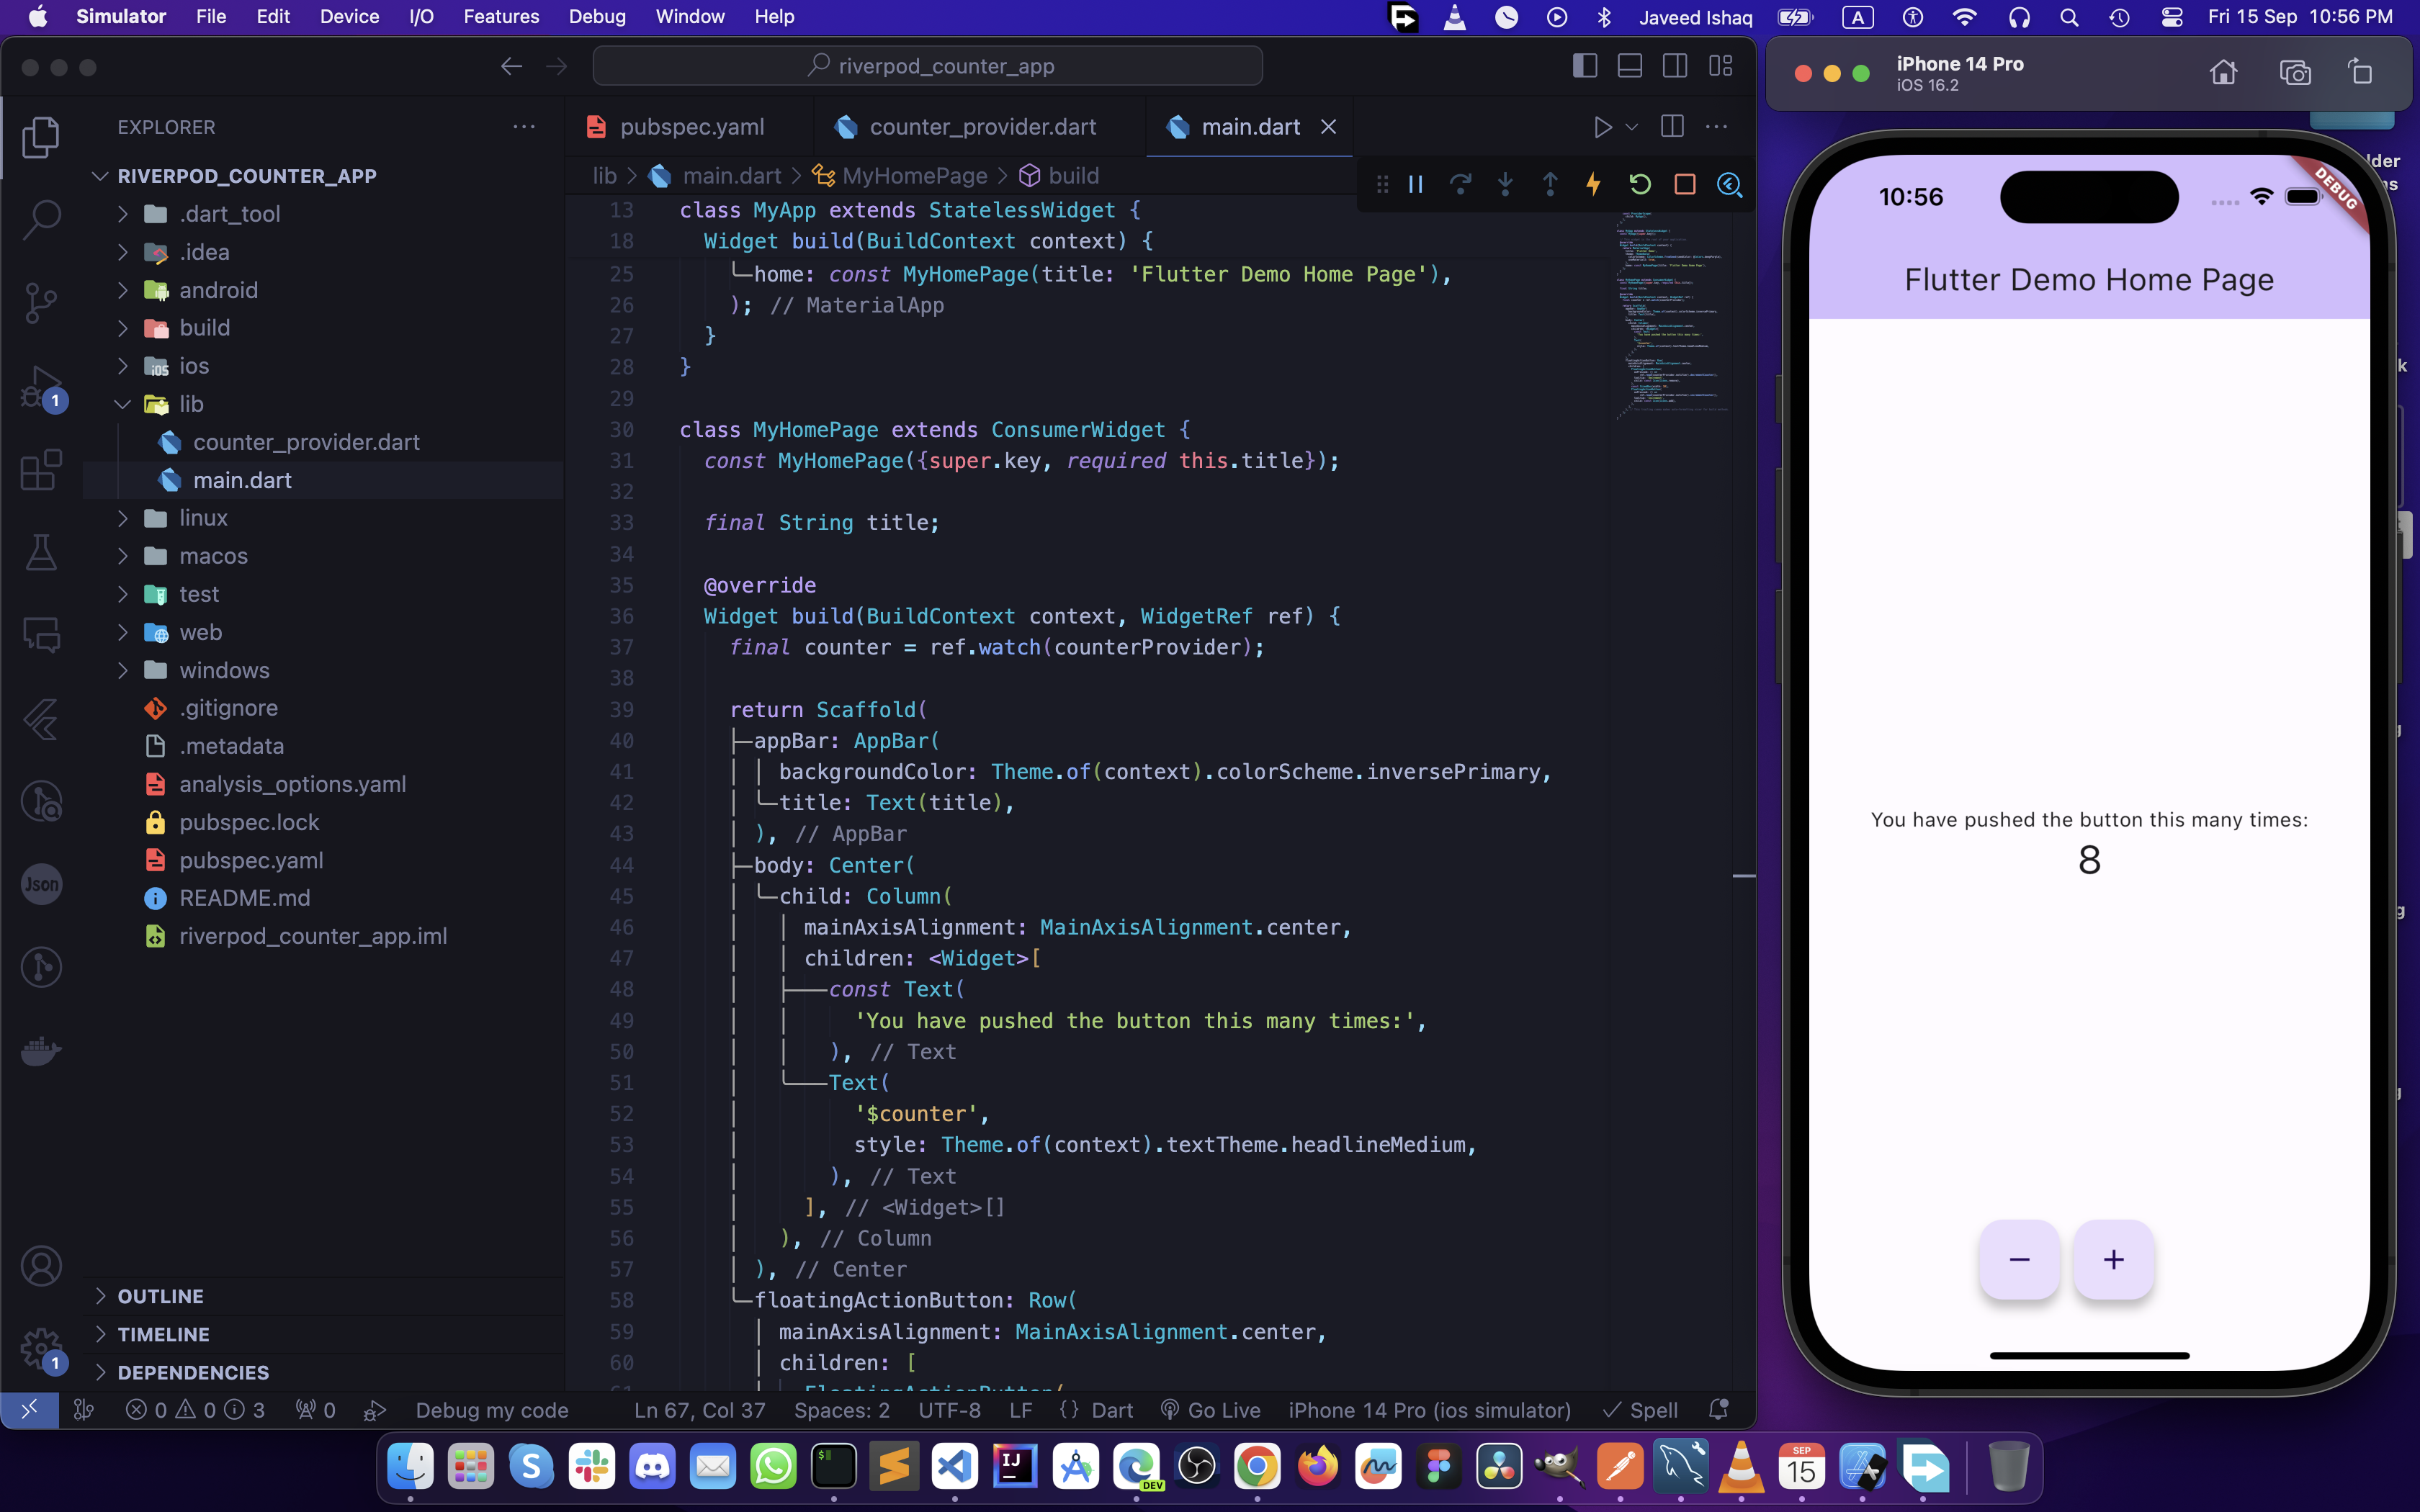 Simulator File Edit Device I/O Features Debug Window Help
Javeed Ishaq A Fri 15 Sep 10:56 PM
riverpod_counter_app
EXPLORER
RIVERPOD_COUNTER_APP
.dart_tool
.idea
android
build
ios
lib
counter_provider.dart
main.dart
linux
macos
test
web
windows
.gitignore
.metadata
analysis_options.yaml
pubspec.lock
pubspec.yaml
README.md
riverpod_counter_app.iml
OUTLINE
TIMELINE
DEPENDENCIES
1
Json
1
pubspec.yaml counter_provider.dart main.dart
lib > main.dart > MyHomePage > build
13 class MyApp extends StatelessWidget {
18 Widget build(BuildContext context) {
25 home: const MyHomePage(title: 'Flutter Demo Home Page'),
26 ); // MaterialApp
27 }
28 }
29
30 class MyHomePage extends ConsumerWidget {
31 const MyHomePage({super.key, required this.title});
32
33 final String title;
34
35 @override
36 Widget build(BuildContext context, WidgetRef ref) {
37 final counter = ref.watch(counterProvider);
38
39 return Scaffold(
40 appBar: AppBar(
41 backgroundColor: Theme.of(context).colorScheme.inversePrimary,
42 title: Text(title),
43 ), // AppBar
44 body: Center(
45 child: Column(
46 mainAxisAlignment: MainAxisAlignment.center,
47 children: <Widget>[
48 const Text(
49 'You have pushed the button this many times:',
50 ), // Text
51 Text(
52 '$counter',
53 style: Theme.of(context).textTheme.headlineMedium,
54 ), // Text
55 ], // <Widget>[]
56 ), // Column
57 ), // Center
58 floatingActionButton: Row(
59 mainAxisAlignment: MainAxisAlignment.center,
60 children: [
61 FloatingActionButton(
0 0 3 0 Debug my code Ln 67, Col 37 Spaces: 2 UTF-8 LF {} Dart Go Live iPhone 14 Pro (ios simulator) Spell
iPhone 14 Pro
iOS 16.2
10:56
DEBUG
Flutter Demo Home Page
You have pushed the button this many times:
8
− +
IJ
DEV
SEP
15